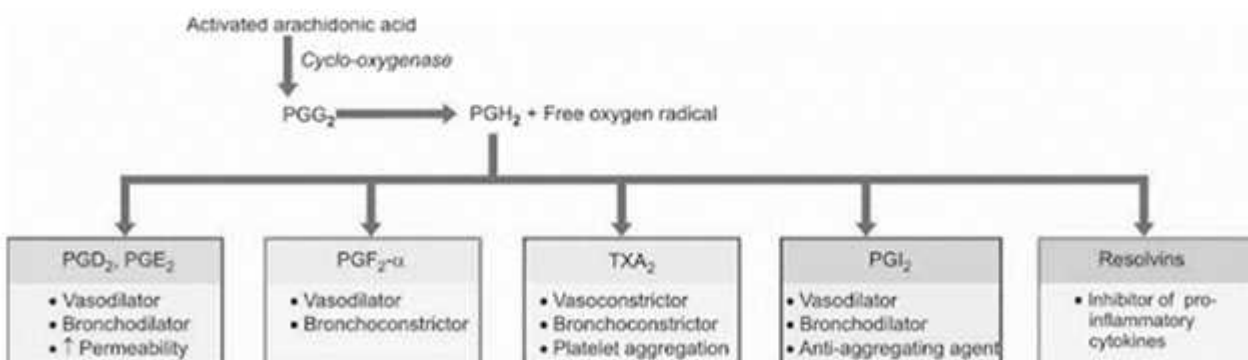 Activated arachidonic acid
Cyclo-oxygenase
PGG₂
PGH₂ + Free oxygen radical
PGD₂, PGE₂
• Vasodilator
• Bronchodilator
• ↑ Permeability
PGF₂-α
• Vasodilator
• Bronchoconstrictor
TXA₂
• Vasoconstrictor
• Bronchoconstrictor
• Platelet aggregation
PGI₂
• Vasodilator
• Bronchodilator
• Anti-aggregating agent
Resolvins
• Inhibitor of pro-
inflammatory
cytokines